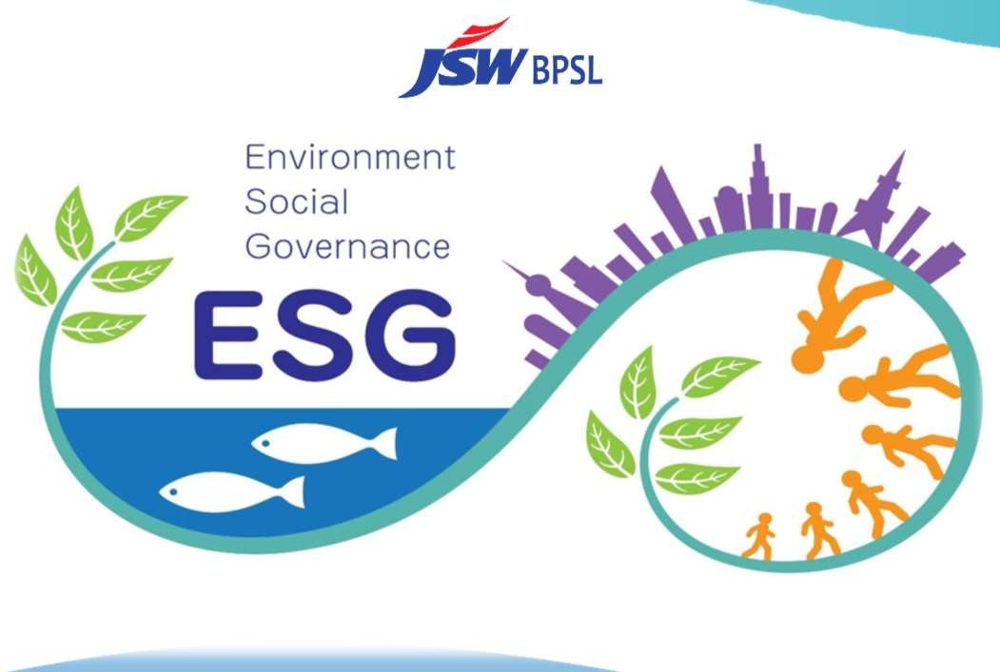 JSW BPSL
Environment
Social
Governance
ESG